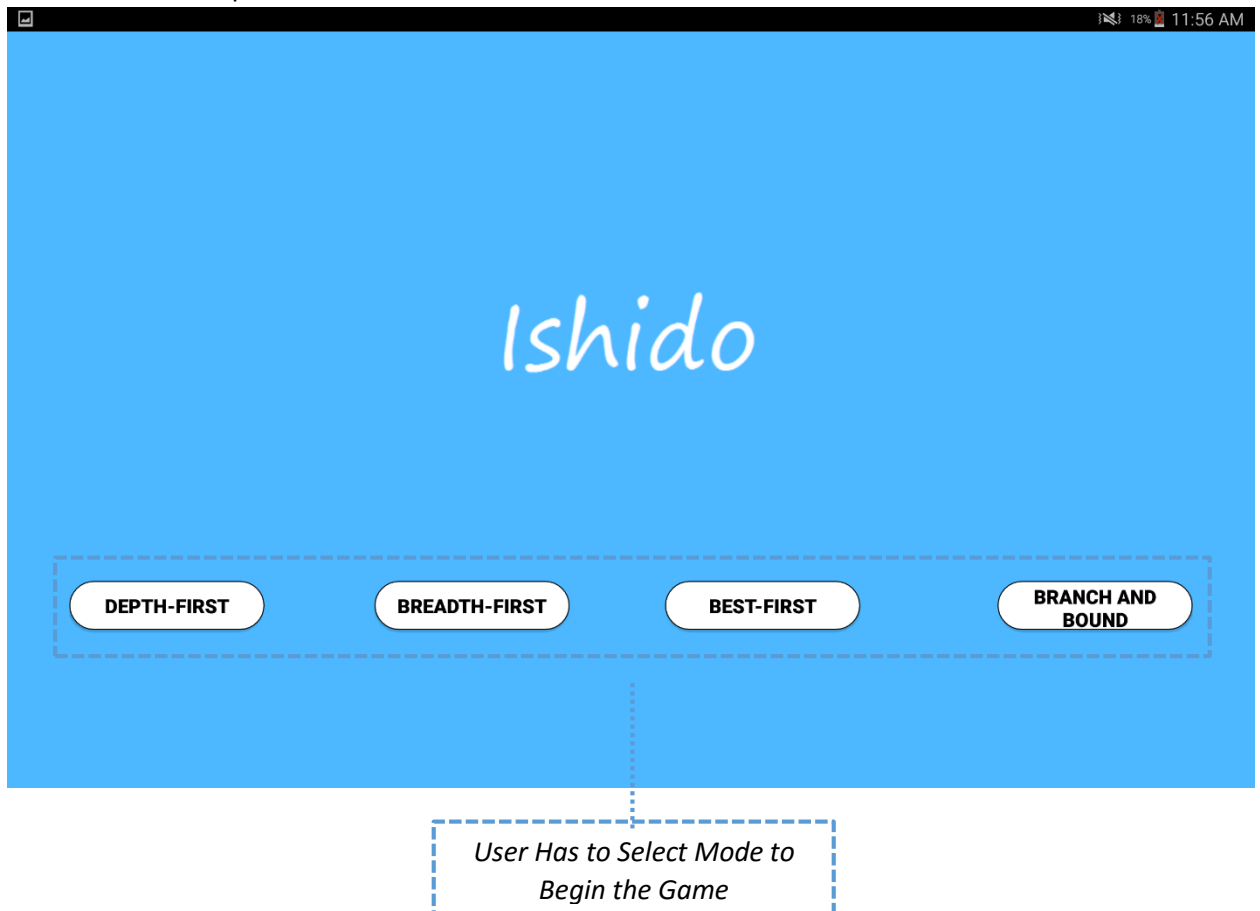 18% 11:56 AM
Ishido
DEPTH-FIRST
BREADTH-FIRST
BEST-FIRST
BRANCH AND
BOUND
User Has to Select Mode to
Begin the Game